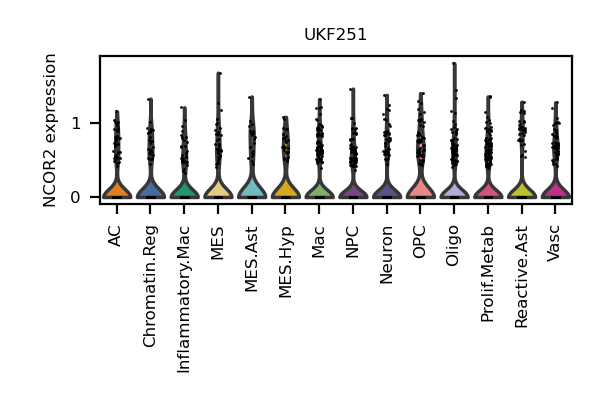 UKF251
NCOR2 expression
1
0
AC
Chromatin.Reg
Inflammatory.Mac
MES
MES.Ast
MES.Hyp
Mac
NPC
Neuron
OPC
Oligo
Prolif.Metab
Reactive.Ast
Vasc